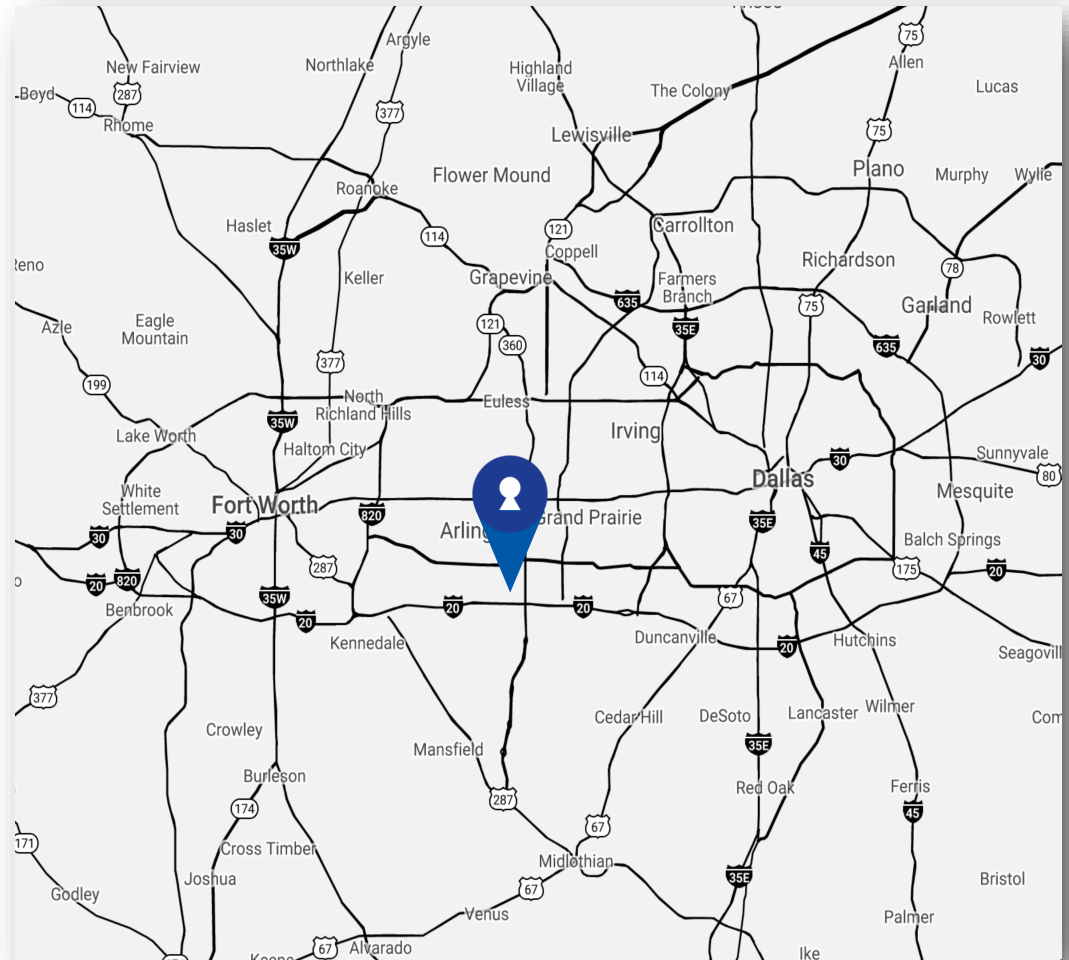 Argyle
75
New Fairview
Northlake
Highland
Village
Allen
Boyd
287
The Colony
Lucas
114
377
Rhome
Lewisville
75
Flower Mound
Plano
Murphy
Wylie
Roanoke
Haslet
121
Carrollton
114
35W
Coppell
Richardson
78
Keller
Grapevine
Farmers
Branch
635
75
Garland
Rowlett
Azle
Eagle
Mountain
121
35E
360
635
30
377
114
199
North
Richland Hills
Euless
35W
Lake Worth
Irving
Haltom City
30
Sunnyvale
80
White
Settlement
Fort Worth
Dallas
Mesquite
820
Grand Prairie
35E
30
30
Arling
45
Balch Springs
287
175
20
20
820
Benbrook
35W
20
20
20
67
Kennedale
Duncanville
20
Hutchins
Seagovill
377
Crowley
Cedar Hill
DeSoto
Lancaster
Wilmer
Com
Mansfield
35E
Burleson
287
Red Oak
Ferris
174
45
67
171
Cross Timber
Midlothian
Joshua
35E
Godley
67
Bristol
Venus
Palmer
67
Alvarado
Ike